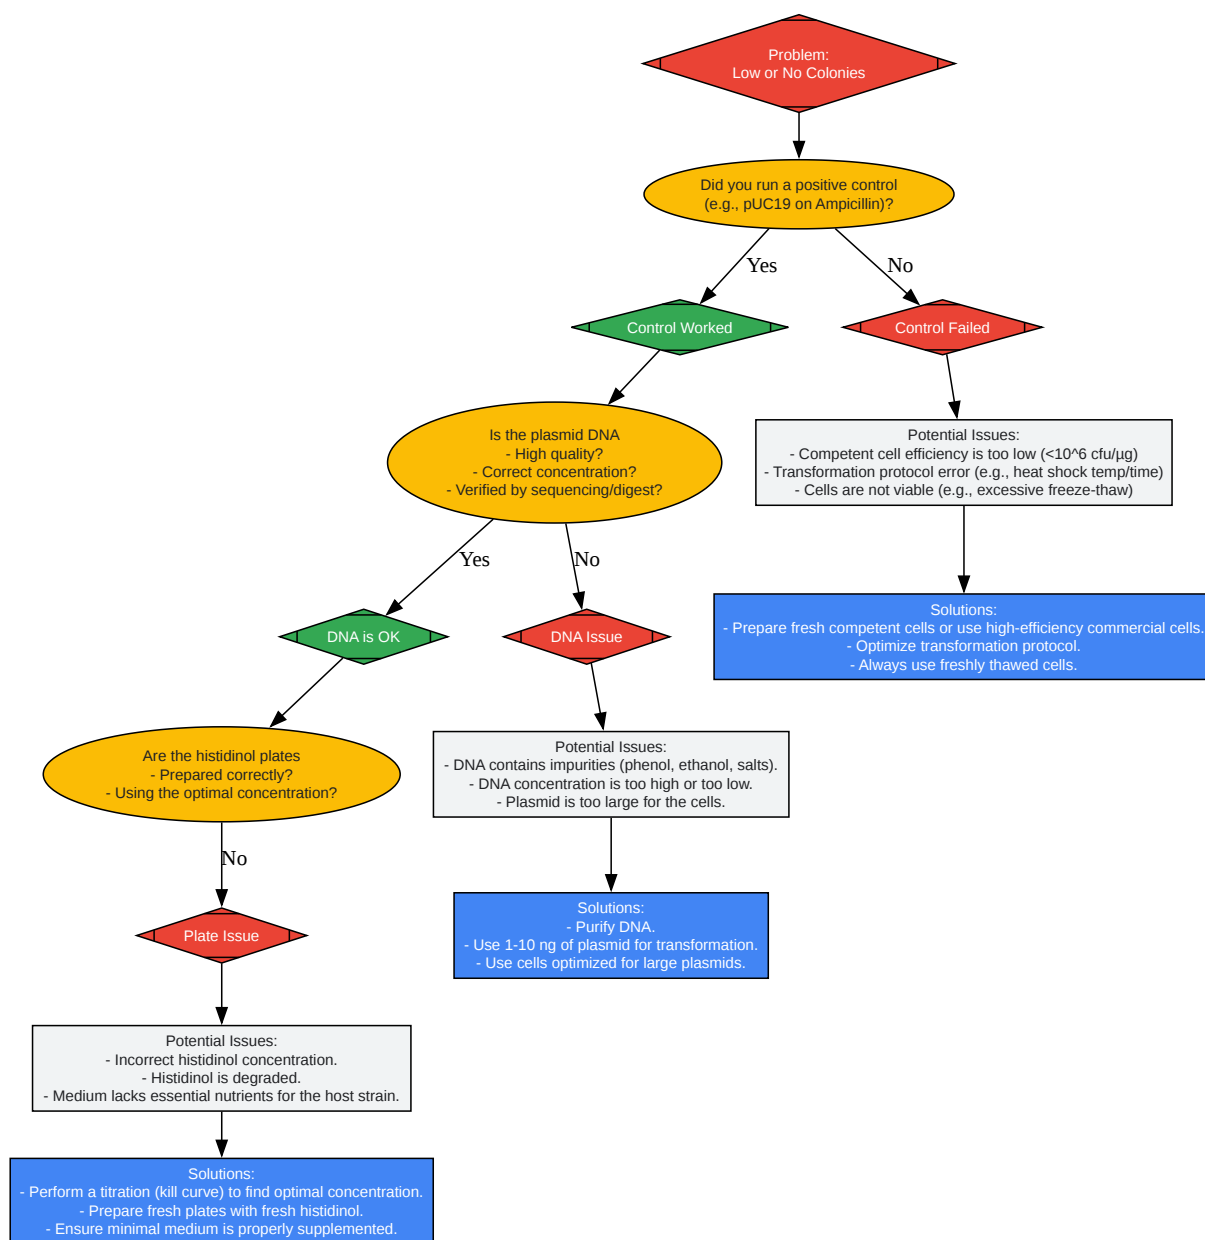 Problem:
Low or No Colonies
Did you run a positive control
(e.g., pUC19 on Ampicillin)?
Yes
No
Control Worked
Control Failed
Is the plasmid DNA
- High quality?
- Correct concentration?
- Verified by sequencing/digest?
Potential Issues:
- Competent cell efficiency is too low (<10^6 cfu/µg)
- Transformation protocol error (e.g., heat shock temp/time)
- Cells are not viable (e.g., excessive freeze-thaw)
Yes
No
DNA is OK
DNA Issue
Solutions:
- Prepare fresh competent cells or use high-efficiency commercial cells.
- Optimize transformation protocol.
- Always use freshly thawed cells.
Are the histidinol plates
- Prepared correctly?
- Using the optimal concentration?
Potential Issues:
- DNA contains impurities (phenol, ethanol, salts).
- DNA concentration is too high or too low.
- Plasmid is too large for the cells.
No
Plate Issue
Solutions:
- Purify DNA.
- Use 1-10 ng of plasmid for transformation.
- Use cells optimized for large plasmids.
Potential Issues:
- Incorrect histidinol concentration.
- Histidinol is degraded.
- Medium lacks essential nutrients for the host strain.
Solutions:
- Perform a titration (kill curve) to find optimal concentration.
- Prepare fresh plates with fresh histidinol.
- Ensure minimal medium is properly supplemented.